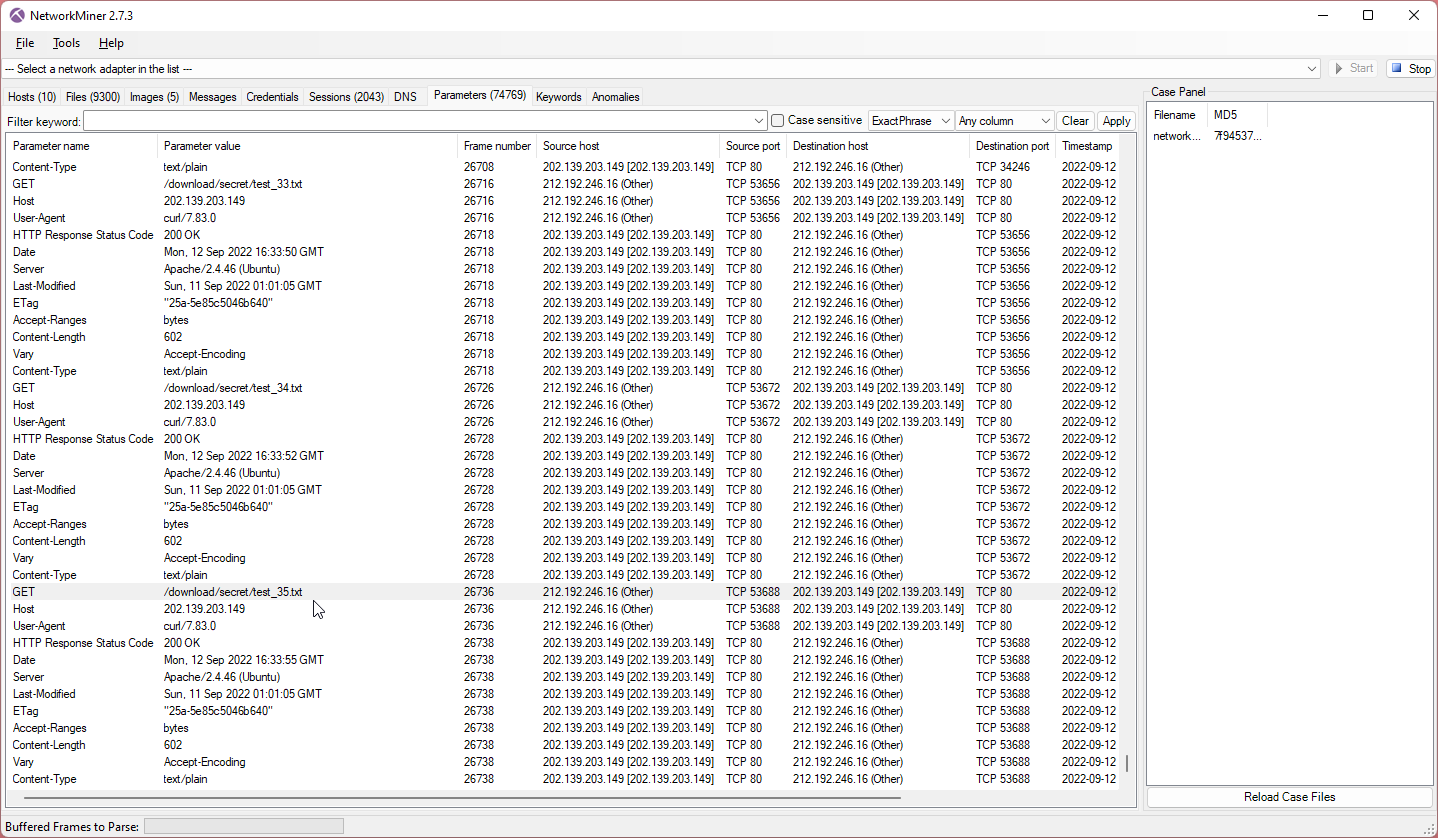 NetworkMiner 2.7.3
File Tools Help
--- Select a network adapter in the list ---
Start Stop
Hosts (10) Files (9300) Images (5) Messages Credentials Sessions (2043) DNS Parameters (74769) Keywords Anomalies
Case Panel
Filter keyword: Case sensitive ExactPhrase Any column Clear Apply
Filename MD5
network... 7f94537...
Parameter name Parameter value Frame number Source host Source port Destination host Destination port Timestamp
Content-Type text/plain 26708 202.139.203.149 [202.139.203.149] TCP 80 212.192.246.16 (Other) TCP 34246 2022-09-12
GET /download/secret/test_33.txt 26716 212.192.246.16 (Other) TCP 53656 202.139.203.149 [202.139.203.149] TCP 80 2022-09-12
Host 202.139.203.149 26716 212.192.246.16 (Other) TCP 53656 202.139.203.149 [202.139.203.149] TCP 80 2022-09-12
User-Agent curl/7.83.0 26716 212.192.246.16 (Other) TCP 53656 202.139.203.149 [202.139.203.149] TCP 80 2022-09-12
HTTP Response Status Code 200 OK 26718 202.139.203.149 [202.139.203.149] TCP 80 212.192.246.16 (Other) TCP 53656 2022-09-12
Date Mon, 12 Sep 2022 16:33:50 GMT 26718 202.139.203.149 [202.139.203.149] TCP 80 212.192.246.16 (Other) TCP 53656 2022-09-12
Server Apache/2.4.46 (Ubuntu) 26718 202.139.203.149 [202.139.203.149] TCP 80 212.192.246.16 (Other) TCP 53656 2022-09-12
Last-Modified Sun, 11 Sep 2022 01:01:05 GMT 26718 202.139.203.149 [202.139.203.149] TCP 80 212.192.246.16 (Other) TCP 53656 2022-09-12
ETag "25a-5e85c5046b640" 26718 202.139.203.149 [202.139.203.149] TCP 80 212.192.246.16 (Other) TCP 53656 2022-09-12
Accept-Ranges bytes 26718 202.139.203.149 [202.139.203.149] TCP 80 212.192.246.16 (Other) TCP 53656 2022-09-12
Content-Length 602 26718 202.139.203.149 [202.139.203.149] TCP 80 212.192.246.16 (Other) TCP 53656 2022-09-12
Vary Accept-Encoding 26718 202.139.203.149 [202.139.203.149] TCP 80 212.192.246.16 (Other) TCP 53656 2022-09-12
Content-Type text/plain 26718 202.139.203.149 [202.139.203.149] TCP 80 212.192.246.16 (Other) TCP 53656 2022-09-12
GET /download/secret/test_34.txt 26726 212.192.246.16 (Other) TCP 53672 202.139.203.149 [202.139.203.149] TCP 80 2022-09-12
Host 202.139.203.149 26726 212.192.246.16 (Other) TCP 53672 202.139.203.149 [202.139.203.149] TCP 80 2022-09-12
User-Agent curl/7.83.0 26726 212.192.246.16 (Other) TCP 53672 202.139.203.149 [202.139.203.149] TCP 80 2022-09-12
HTTP Response Status Code 200 OK 26728 202.139.203.149 [202.139.203.149] TCP 80 212.192.246.16 (Other) TCP 53672 2022-09-12
Date Mon, 12 Sep 2022 16:33:52 GMT 26728 202.139.203.149 [202.139.203.149] TCP 80 212.192.246.16 (Other) TCP 53672 2022-09-12
Server Apache/2.4.46 (Ubuntu) 26728 202.139.203.149 [202.139.203.149] TCP 80 212.192.246.16 (Other) TCP 53672 2022-09-12
Last-Modified Sun, 11 Sep 2022 01:01:05 GMT 26728 202.139.203.149 [202.139.203.149] TCP 80 212.192.246.16 (Other) TCP 53672 2022-09-12
ETag "25a-5e85c5046b640" 26728 202.139.203.149 [202.139.203.149] TCP 80 212.192.246.16 (Other) TCP 53672 2022-09-12
Accept-Ranges bytes 26728 202.139.203.149 [202.139.203.149] TCP 80 212.192.246.16 (Other) TCP 53672 2022-09-12
Content-Length 602 26728 202.139.203.149 [202.139.203.149] TCP 80 212.192.246.16 (Other) TCP 53672 2022-09-12
Vary Accept-Encoding 26728 202.139.203.149 [202.139.203.149] TCP 80 212.192.246.16 (Other) TCP 53672 2022-09-12
Content-Type text/plain 26728 202.139.203.149 [202.139.203.149] TCP 80 212.192.246.16 (Other) TCP 53672 2022-09-12
GET /download/secret/test_35.txt 26736 212.192.246.16 (Other) TCP 53688 202.139.203.149 [202.139.203.149] TCP 80 2022-09-12
Host 202.139.203.149 26736 212.192.246.16 (Other) TCP 53688 202.139.203.149 [202.139.203.149] TCP 80 2022-09-12
User-Agent curl/7.83.0 26736 212.192.246.16 (Other) TCP 53688 202.139.203.149 [202.139.203.149] TCP 80 2022-09-12
HTTP Response Status Code 200 OK 26738 202.139.203.149 [202.139.203.149] TCP 80 212.192.246.16 (Other) TCP 53688 2022-09-12
Date Mon, 12 Sep 2022 16:33:55 GMT 26738 202.139.203.149 [202.139.203.149] TCP 80 212.192.246.16 (Other) TCP 53688 2022-09-12
Server Apache/2.4.46 (Ubuntu) 26738 202.139.203.149 [202.139.203.149] TCP 80 212.192.246.16 (Other) TCP 53688 2022-09-12
Last-Modified Sun, 11 Sep 2022 01:01:05 GMT 26738 202.139.203.149 [202.139.203.149] TCP 80 212.192.246.16 (Other) TCP 53688 2022-09-12
ETag "25a-5e85c5046b640" 26738 202.139.203.149 [202.139.203.149] TCP 80 212.192.246.16 (Other) TCP 53688 2022-09-12
Accept-Ranges bytes 26738 202.139.203.149 [202.139.203.149] TCP 80 212.192.246.16 (Other) TCP 53688 2022-09-12
Content-Length 602 26738 202.139.203.149 [202.139.203.149] TCP 80 212.192.246.16 (Other) TCP 53688 2022-09-12
Vary Accept-Encoding 26738 202.139.203.149 [202.139.203.149] TCP 80 212.192.246.16 (Other) TCP 53688 2022-09-12
Content-Type text/plain 26738 202.139.203.149 [202.139.203.149] TCP 80 212.192.246.16 (Other) TCP 53688 2022-09-12
Reload Case Files
Buffered Frames to Parse: